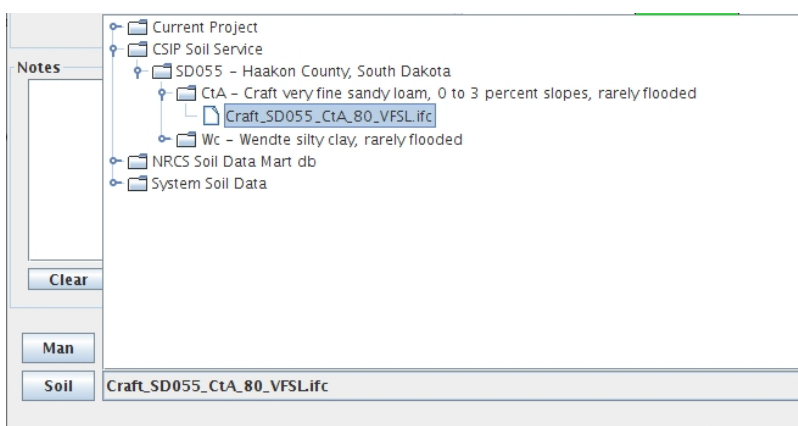 Current Project
CSIP Soil Service
Notes
SD055 – Haakon County, South Dakota
CtA – Craft very fine sandy loam, 0 to 3 percent slopes, rarely flooded
Craft_SD055_CtA_80_VFSL.ifc
Wc – Wendte silty clay, rarely flooded
NRCS Soil Data Mart db
System Soil Data
Clear
Man
Soil
Craft_SD055_CtA_80_VFSL.ifc